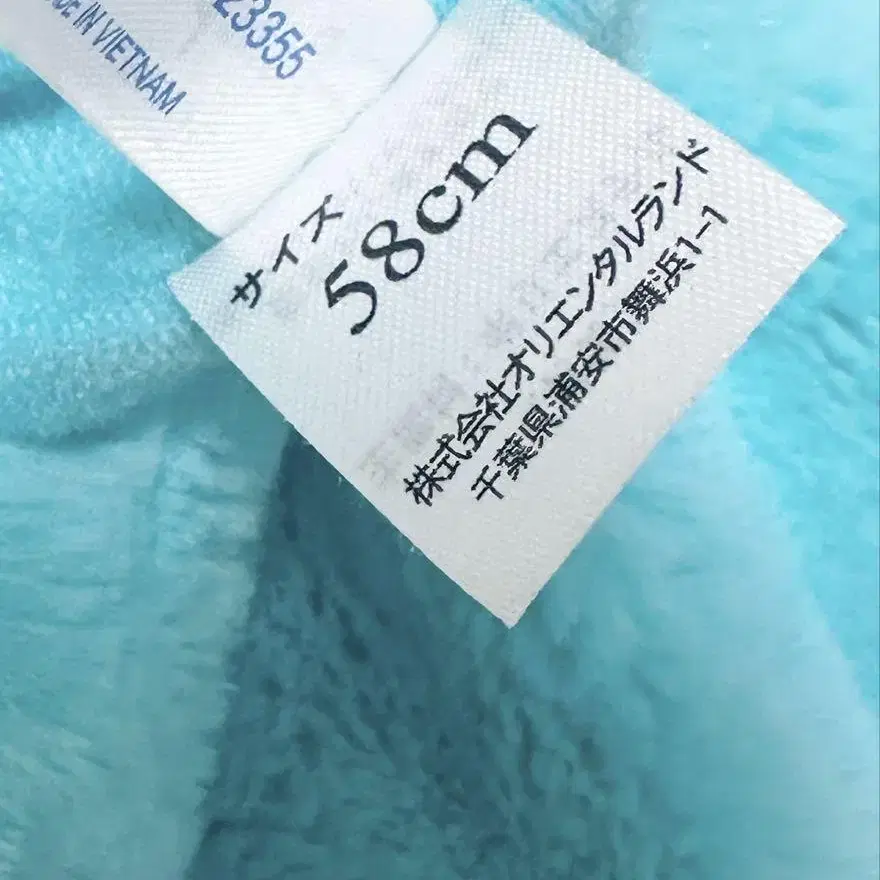 23355
IN VIETNAM
サイズ
58cm
株式会社オリエンタルランド
千葉県浦安市舞浜1-1